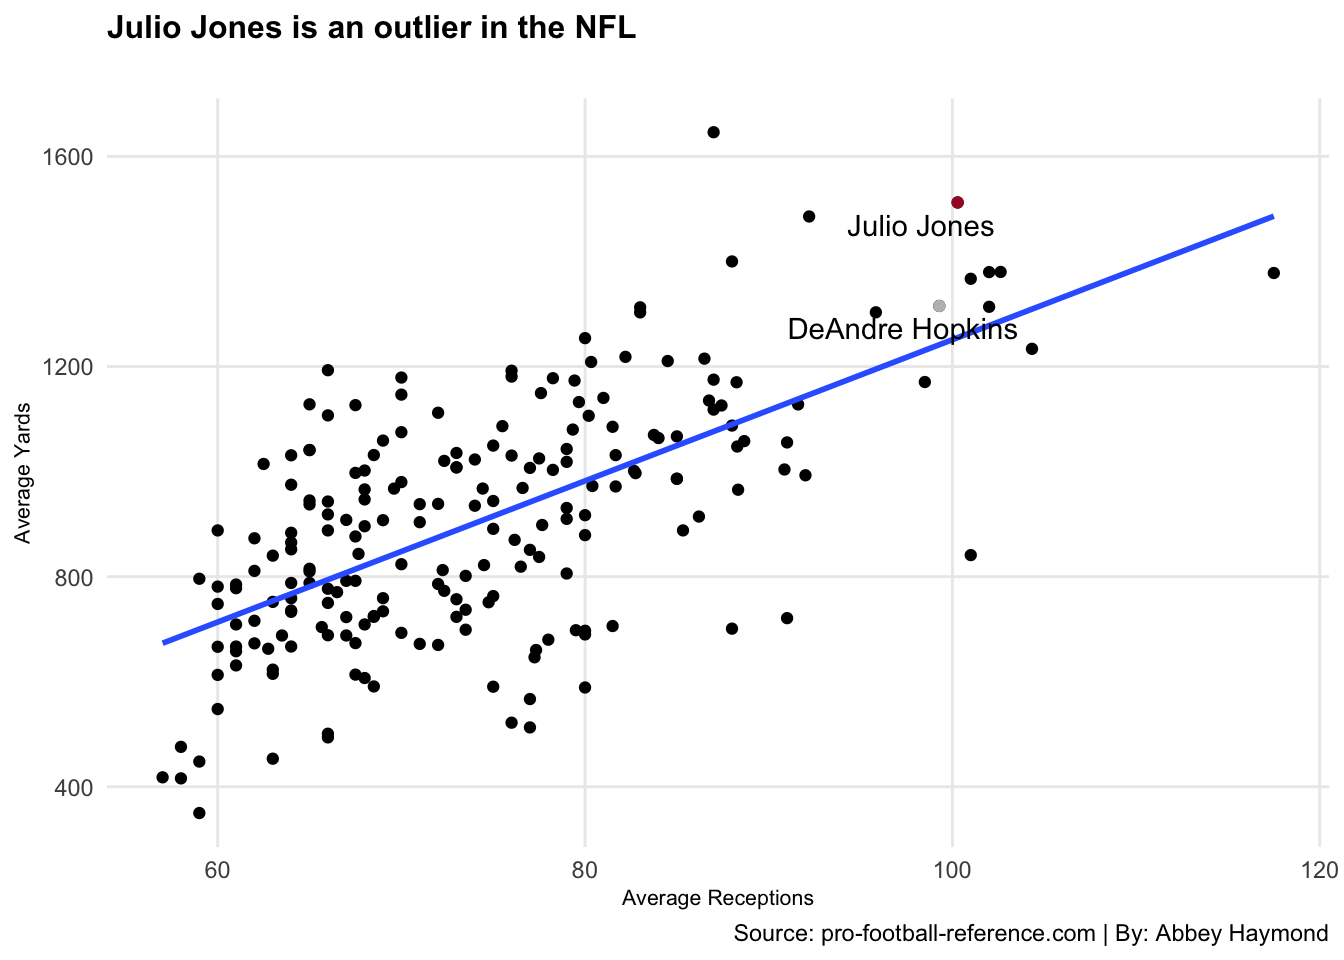 Julio Jones is an outlier in the NFL
1600
Julio Jones
DeAndre Hopkins
1200
Average Yards
800
400
60 80 100 120
Average Receptions
Source: pro-football-reference.com | By: Abbey Haymond